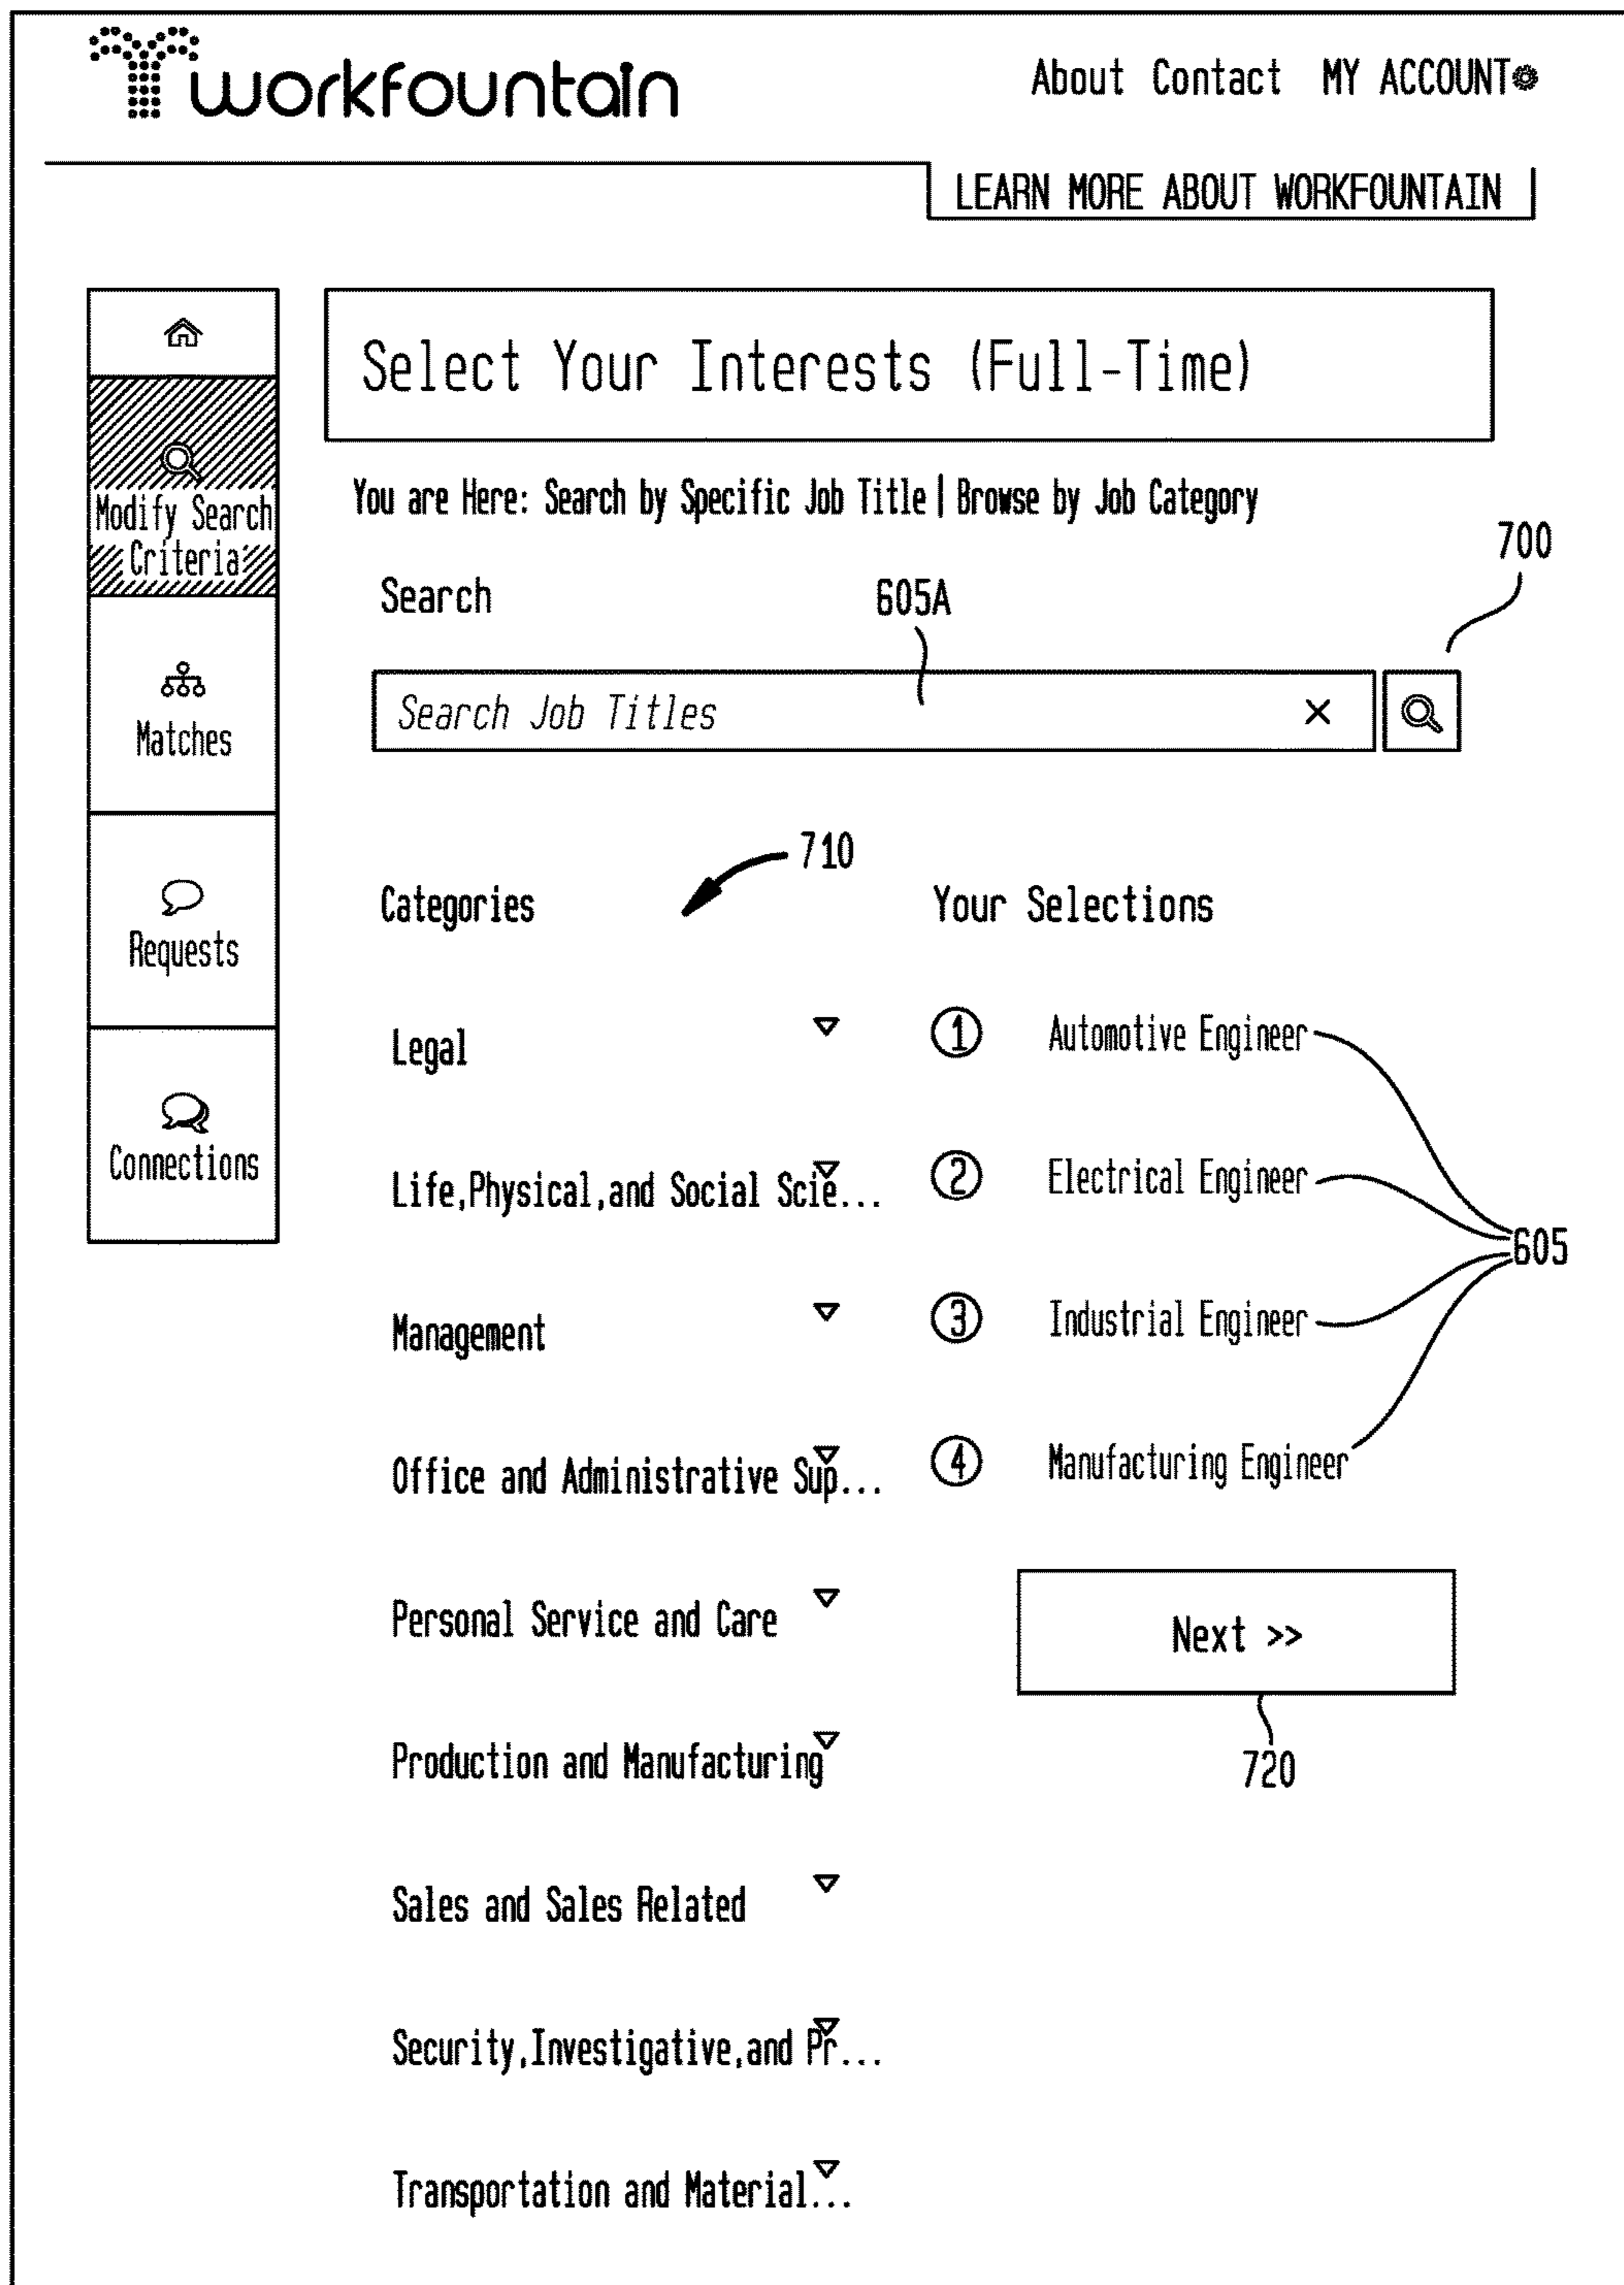 workfountain
About Contact MY ACCOUNT
LEARN MORE ABOUT WORKFOUNTAIN
Select Your Interests (Full-Time)
Modify Search
Criteria
Matches
Requests
Connections
You are Here: Search by Specific Job Title | Browse by Job Category
700
Search
605A
Search Job Titles ×
710
Categories
Your Selections
Legal
1 Automotive Engineer
Life,Physical,and Social Scie...
2 Electrical Engineer
605
Management
3 Industrial Engineer
Office and Administrative Sup...
4 Manufacturing Engineer
Personal Service and Care
Next >>
720
Production and Manufacturing
Sales and Sales Related
Security,Investigative,and Pr...
Transportation and Material...